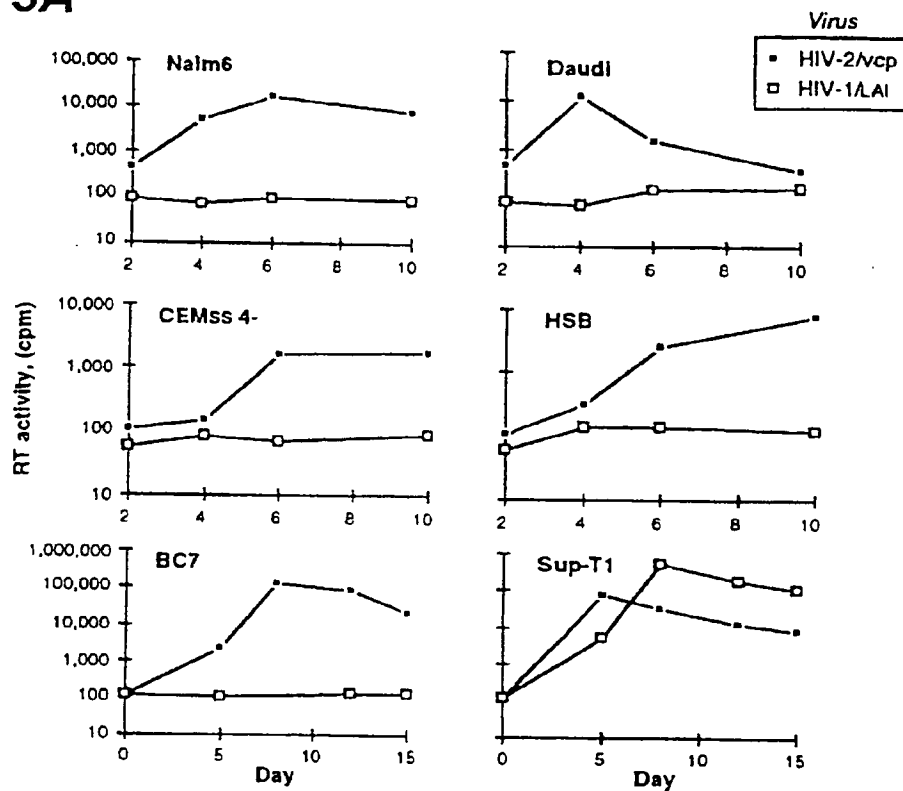 3A
Virus
HIV-2/vcp
HIV-1/LAI
RT activity, (cpm)
Nalm6
100,000
10,000
1,000
100
10
2 4 6 8 10
Daudi
2 4 6 8 10
CEMss 4-
10,000
1,000
100
10
2 4 6 8 10
HSB
2 4 6 8 10
BC7
1,000,000
100,000
10,000
1,000
100
10
0 5 10 15
Day
Sup-T1
0 5 10 15
Day